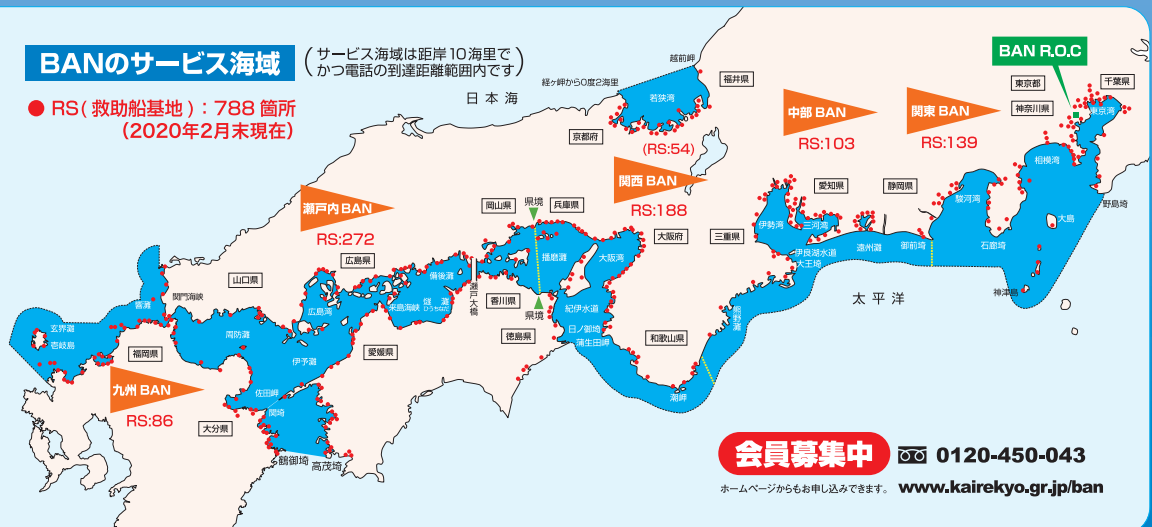 BANのサービス海域
(サービス海域は距岸10海里で
かつ電話の到達距離範囲内です)
● RS(救助船基地):788箇所
(2020年2月末現在)
日本海
経ヶ岬から0度2海里
越前岬
福井県
若狭湾
京都府
(RS:54)
中部 BAN
RS:103
関東 BAN
RS:139
BAN R.O.C
東京都
千葉県
神奈川県
東京湾
相模湾
野島埼
大島
駿河湾
石廊埼
神津島
関西 BAN
RS:188
愛知県
静岡県
三重県
伊勢湾
三河湾
遠州灘
御前埼
伊良湖水道
大王埼
太平洋
瀬戸内 BAN
RS:272
岡山県
県境
兵庫県
大阪府
播磨灘
大阪湾
広島県
備後灘
瀬戸大橋
香川県
県境
紀伊水道
徳島県
日ノ御埼
蒲生田岬
和歌山県
熊野灘
潮岬
山口県
関門海峡
広島湾
来島海峡
燧灘
ひうちなだ
響灘
玄界灘
壱岐島
福岡県
周防灘
伊予灘
愛媛県
九州 BAN
RS:86
佐田岬
関埼
大分県
鶴御埼
高茂埼
会員募集中
0120-450-043
ホームページからもお申し込みできます。
www.kairekyo.gr.jp/ban